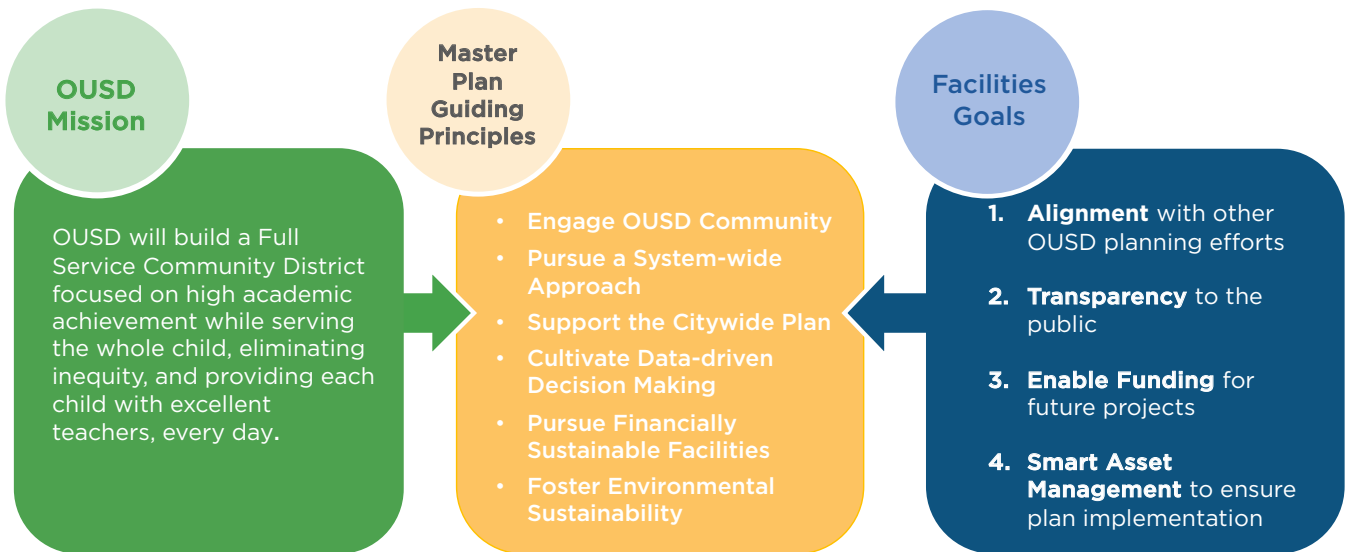 OUSD
Mission
OUSD will build a Full
Service Community District
focused on high academic
achievement while serving
the whole child, eliminating
inequity, and providing each
child with excellent
teachers, every day.
Master
Plan
Guiding
Principles
• Engage OUSD Community
• Pursue a System-wide
Approach
• Support the Citywide Plan
• Cultivate Data-driven
Decision Making
• Pursue Financially
Sustainable Facilities
• Foster Environmental
Sustainability
Facilities
Goals
1. Alignment with other
OUSD planning efforts
2. Transparency to the
public
3. Enable Funding for
future projects
4. Smart Asset
Management to ensure
plan implementation